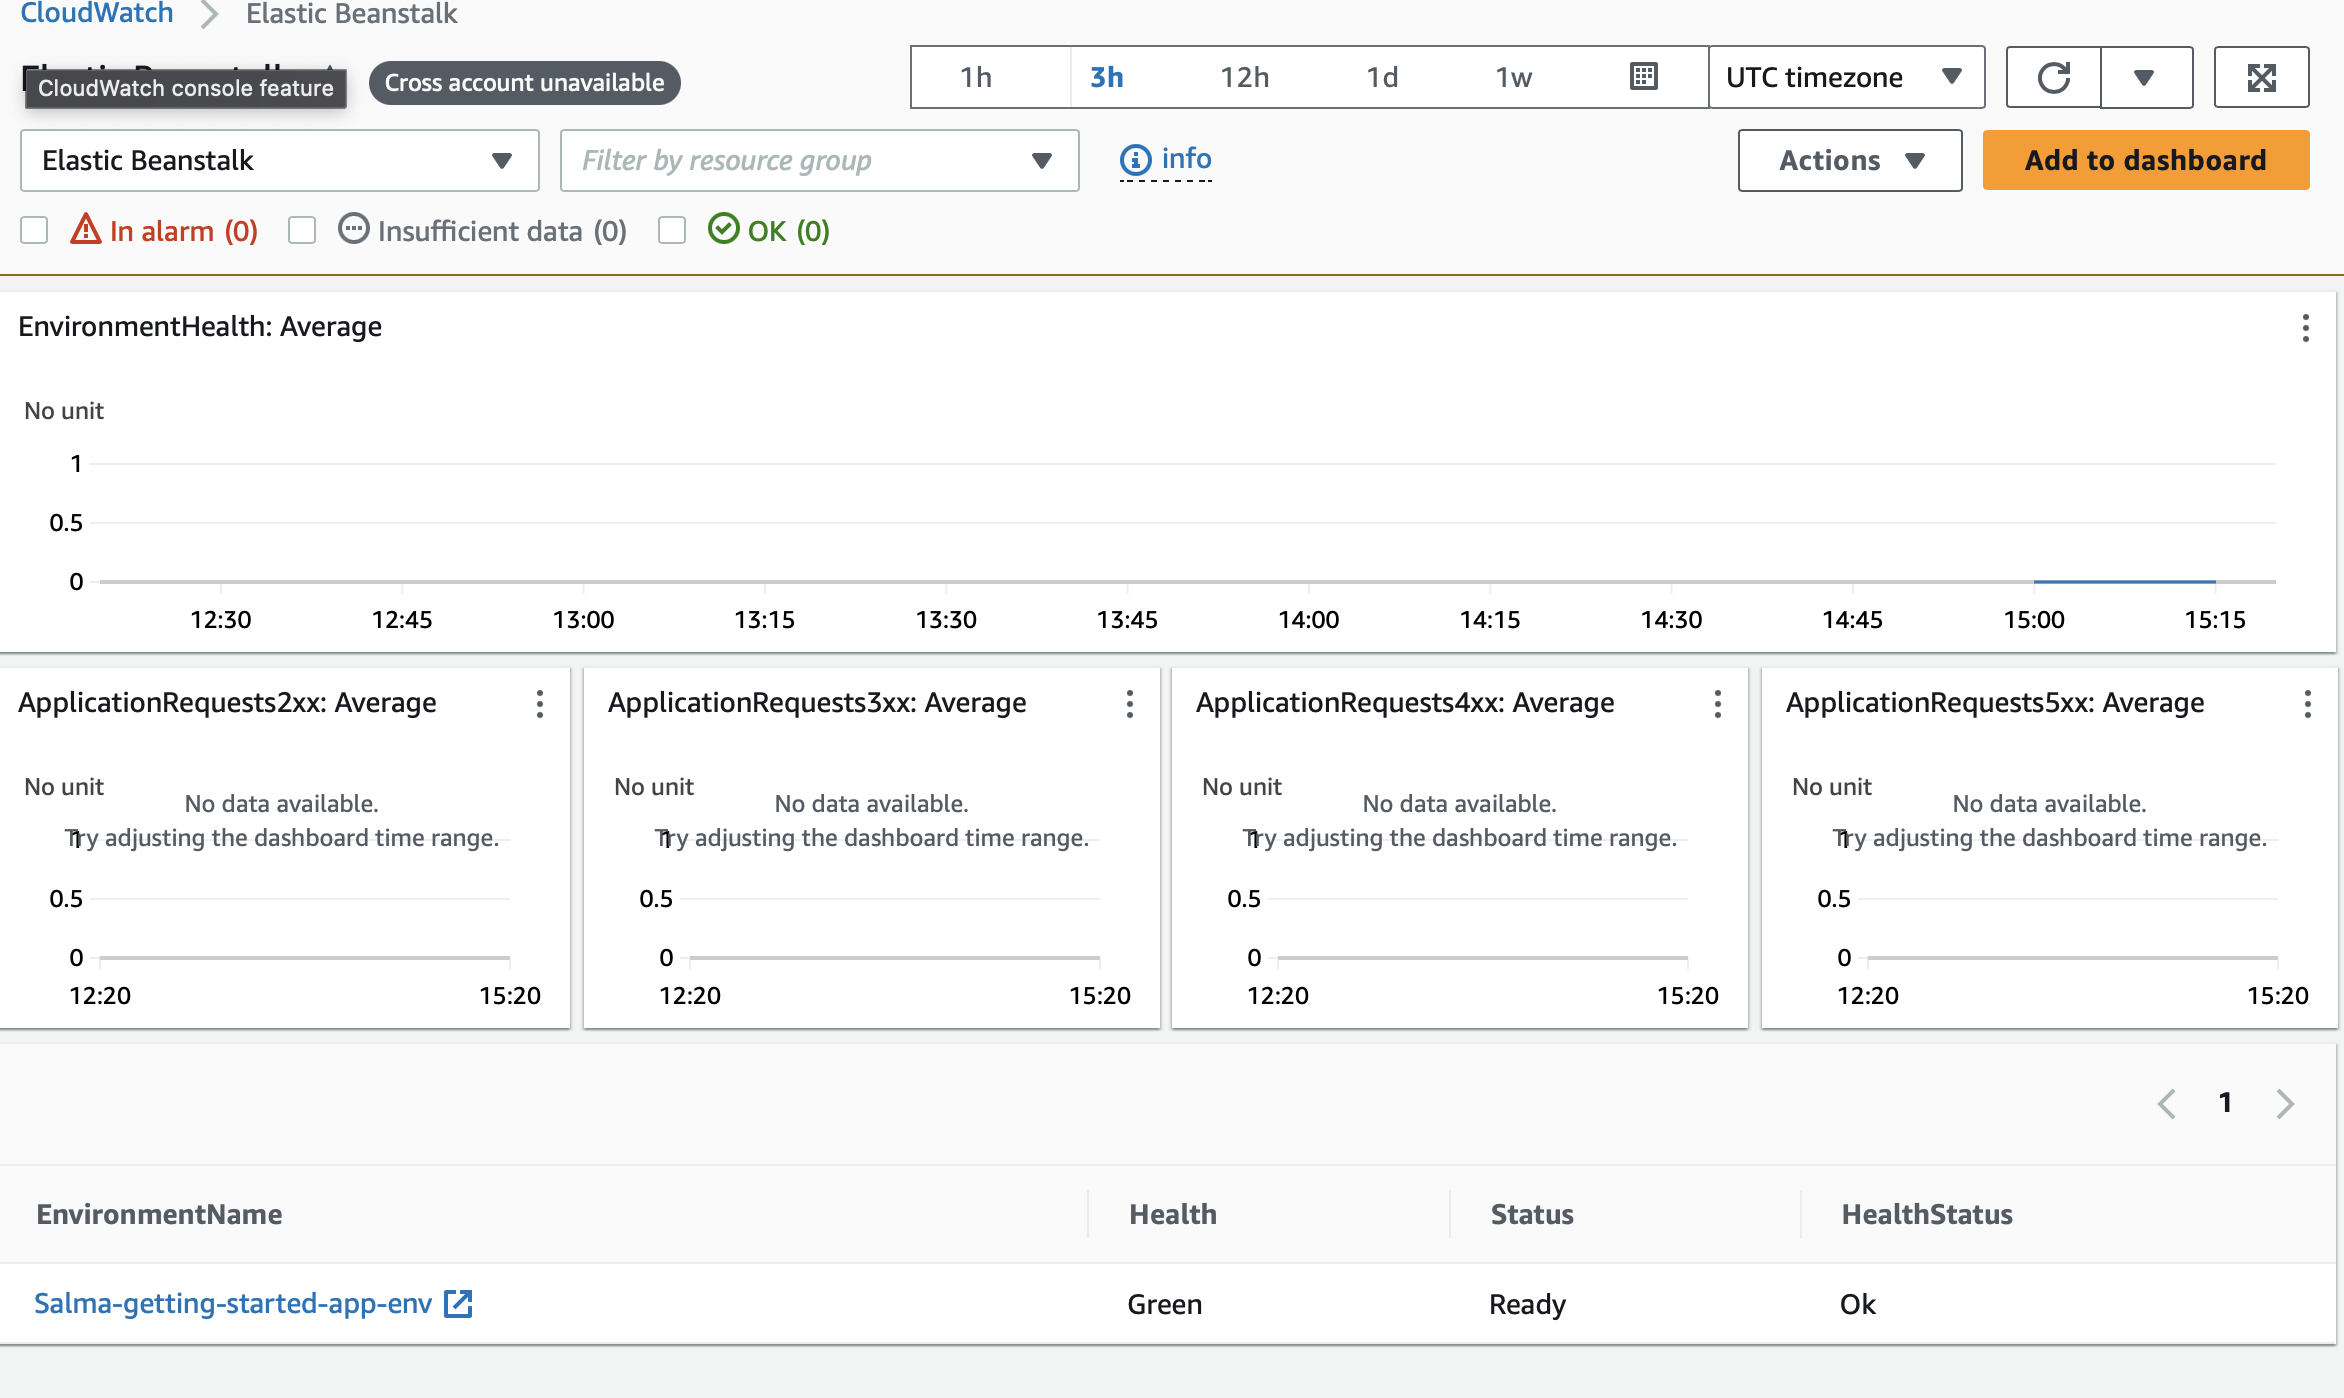 CloudWatch > Elastic Beanstalk
CloudWatch console feature
Cross account unavailable
1h 3h 12h 1d 1w UTC timezone
Elastic Beanstalk
Filter by resource group
info
Actions
Add to dashboard
In alarm (0) Insufficient data (0) OK (0)
EnvironmentHealth: Average
No unit
1
0.5
0
12:30 12:45 13:00 13:15 13:30 13:45 14:00 14:15 14:30 14:45 15:00 15:15
ApplicationRequests2xx: Average
No unit
No data available.
Try adjusting the dashboard time range.
1
0.5
0
12:20 15:20
ApplicationRequests3xx: Average
No unit
No data available.
Try adjusting the dashboard time range.
1
0.5
0
12:20 15:20
ApplicationRequests4xx: Average
No unit
No data available.
Try adjusting the dashboard time range.
1
0.5
0
12:20 15:20
ApplicationRequests5xx: Average
No unit
No data available.
Try adjusting the dashboard time range.
1
0.5
0
12:20 15:20
1
EnvironmentName Health Status HealthStatus
Salma-getting-started-app-env Green Ready Ok